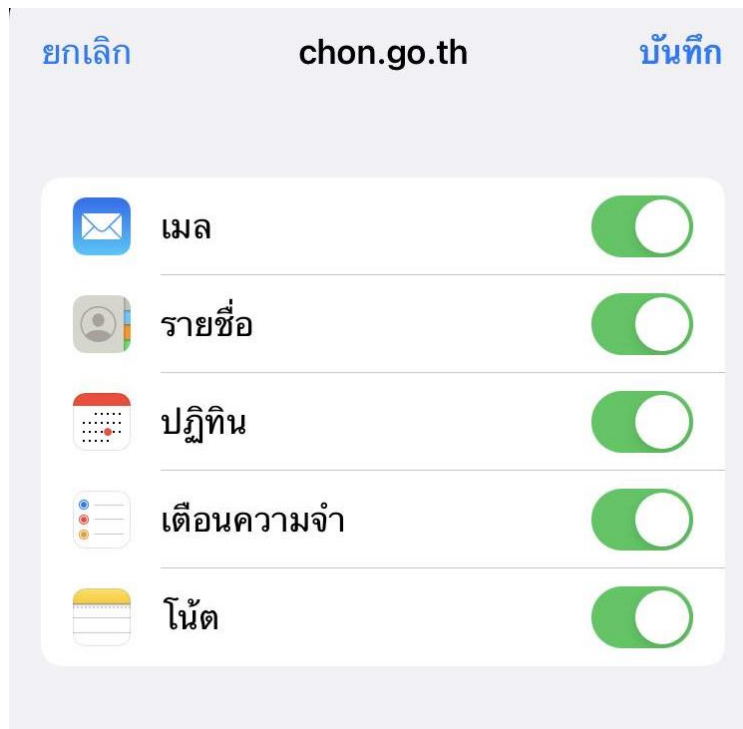 ยกเลิก chon.go.th บันทึก
เมล
รายชื่อ
ปฏิทิน
เตือนความจำ
โน้ต